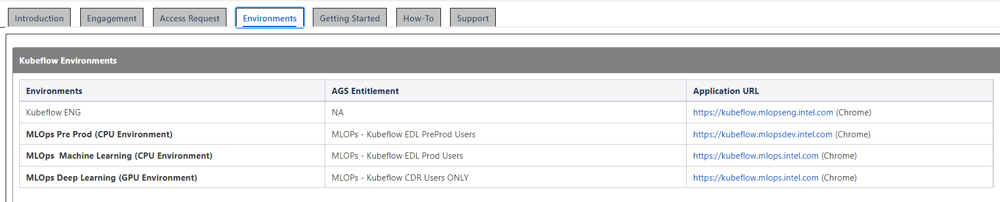 Introduction Engagement Access Request Environments Getting Started How-To Support
Kubeflow Environments
Environments AGS Entitlement Application URL
Kubeflow ENG NA https://kubeflow.mlopseng.intel.com (Chrome)
MLOps Pre Prod (CPU Environment) MLOPs - Kubeflow EDL PreProd Users https://kubeflow.mlopsdev.intel.com (Chrome)
MLOps  Machine Learning (CPU Environment) MLOPs - Kubeflow EDL Prod Users https://kubeflow.mlops.intel.com (Chrome)
MLOps Deep Learning (GPU Environment) MLOPs - Kubeflow CDR Users ONLY https://kubeflow.mlops.intel.com (Chrome)